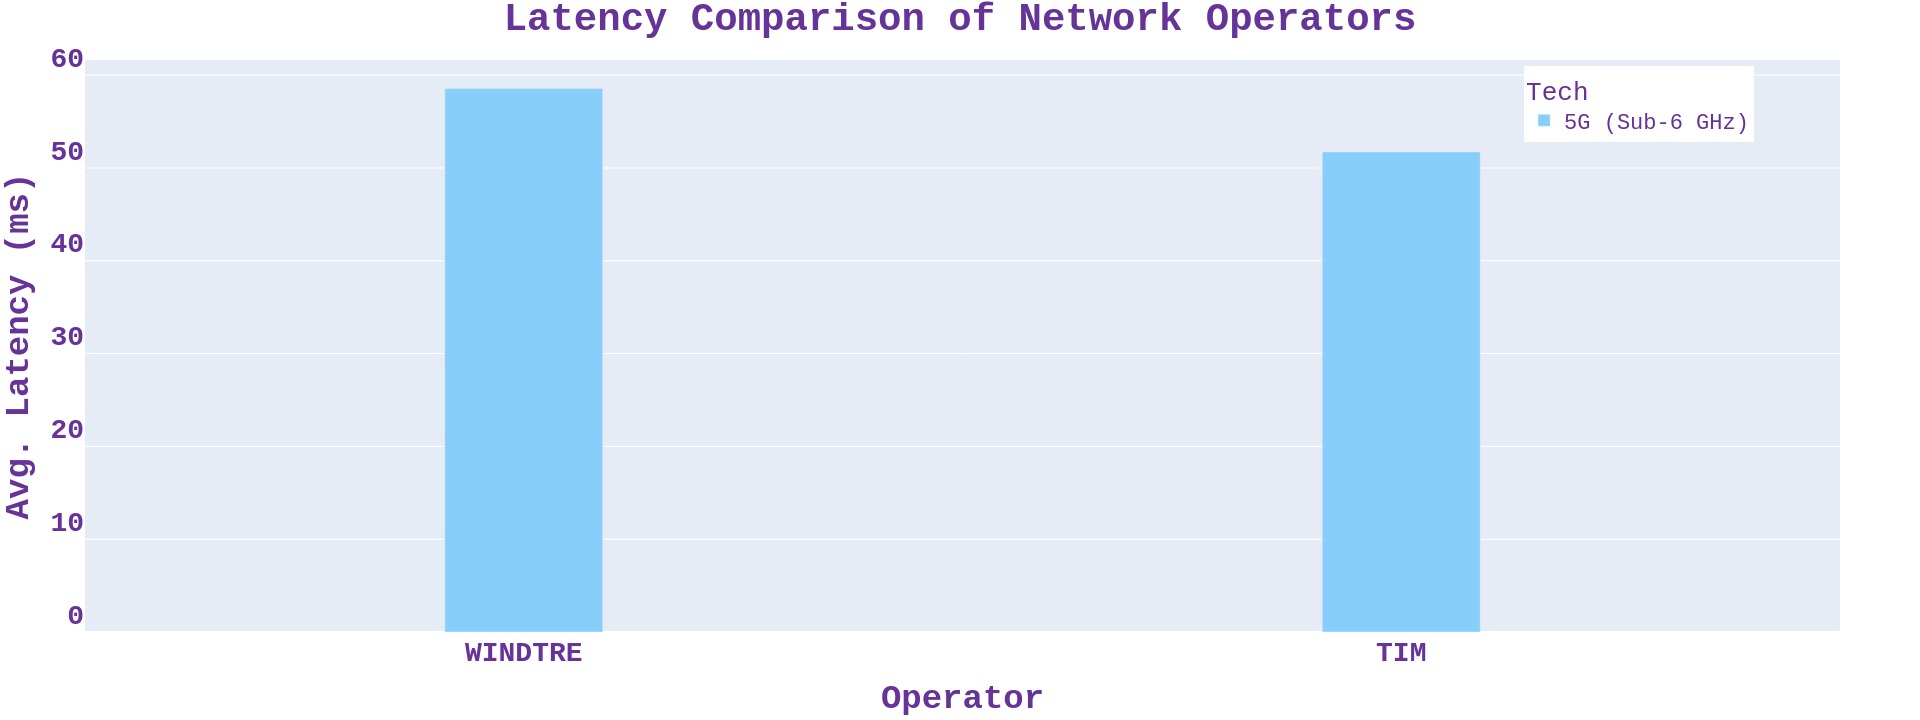 Latency Comparison of Network Operators
60
50
40
30
20
10
0
Avg. Latency (ms)
Tech
5G (Sub-6 GHz)
WINDTRE
TIM
Operator